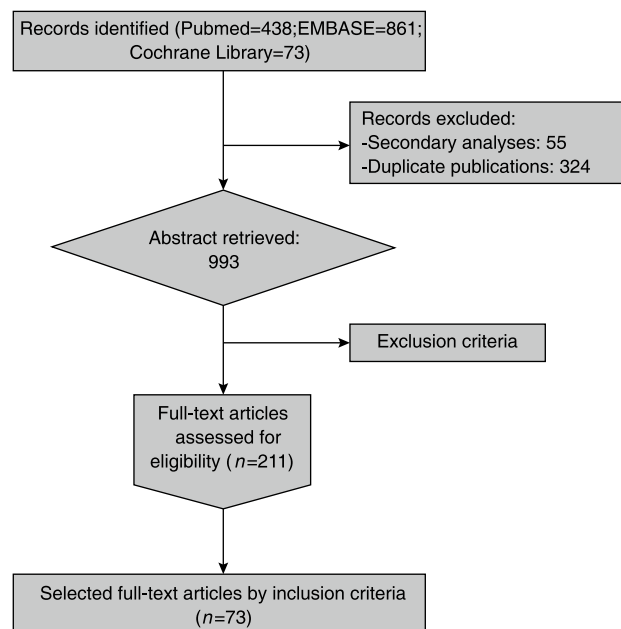 Records identified (Pubmed=438;EMBASE=861;
Cochrane Library=73)
Records excluded:
-Secondary analyses: 55
-Duplicate publications: 324
Abstract retrieved:
993
Exclusion criteria
Full-text articles
assessed for
eligibility (n=211)
Selected full-text articles by inclusion criteria
(n=73)